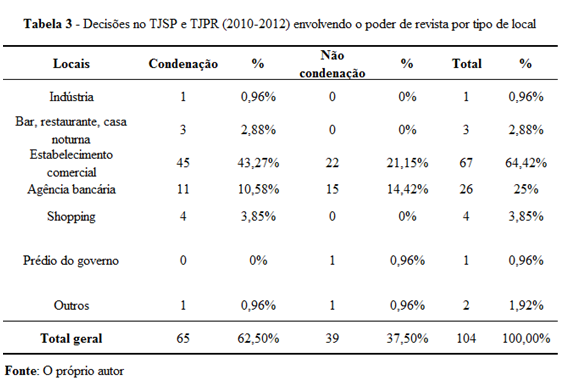 Tabela 3 - Decisões no TJSP e TJPR (2010-2012) envolvendo o poder de revista por tipo de local
Locais Condenação % Não condenação % Total %
Indústria 1 0,96% 0 0% 1 0,96%
Bar, restaurante, casa noturna 3 2,88% 0 0% 3 2,88%
Estabelecimento comercial 45 43,27% 22 21,15% 67 64,42%
Agência bancária 11 10,58% 15 14,42% 26 25%
Shopping 4 3,85% 0 0% 4 3,85%
Prédio do governo 0 0% 1 0,96% 1 0,96%
Outros 1 0,96% 1 0,96% 2 1,92%
Total geral 65 62,50% 39 37,50% 104 100,00%
Fonte: O próprio autor